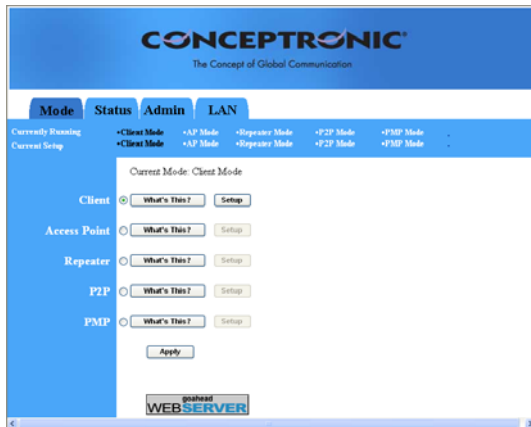 CONCEPTRONIC
The Concept of Global Communication
Mode Status Admin LAN
Currently Running •Client Mode •AP Mode •Repeater Mode •P2P Mode •PMP Mode
Current Setup •Client Mode •AP Mode •Repeater Mode •P2P Mode •PMP Mode
Current Mode: Client Mode
Client What's This? Setup
Access Point What's This? Setup
Repeater What's This? Setup
P2P What's This? Setup
PMP What's This? Setup
Apply
goahead
WEBSERVER